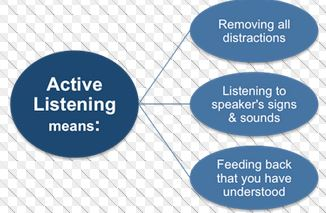 Active
Listening
means:
Removing all
distractions
Listening to
speaker's signs
& sounds
Feeding back
that you have
understood